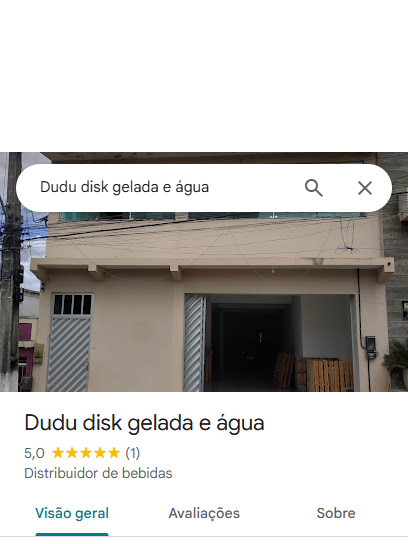 Dudu disk gelada e água
Dudu disk gelada e água
5,0 ★★★★★ (1)
Distribuidor de bebidas
Visão geral Avaliações Sobre